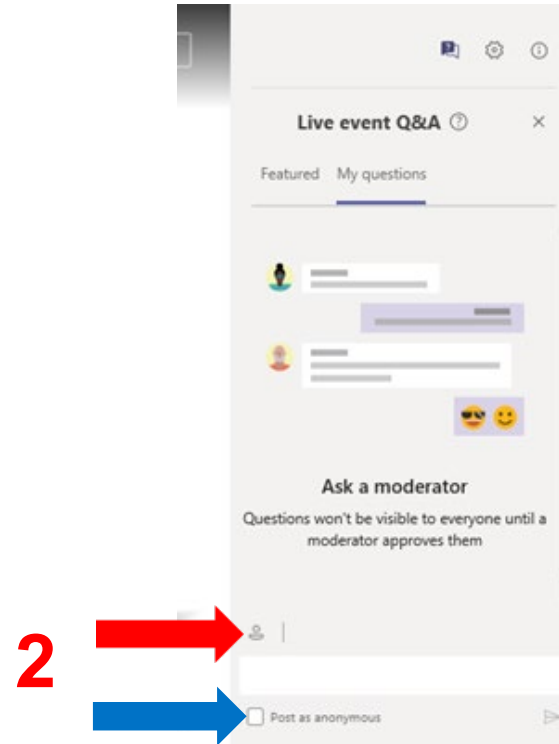 Live event Q&A
Featured My questions
Ask a moderator
Questions won't be visible to everyone until a
moderator approves them
2
Post as anonymous